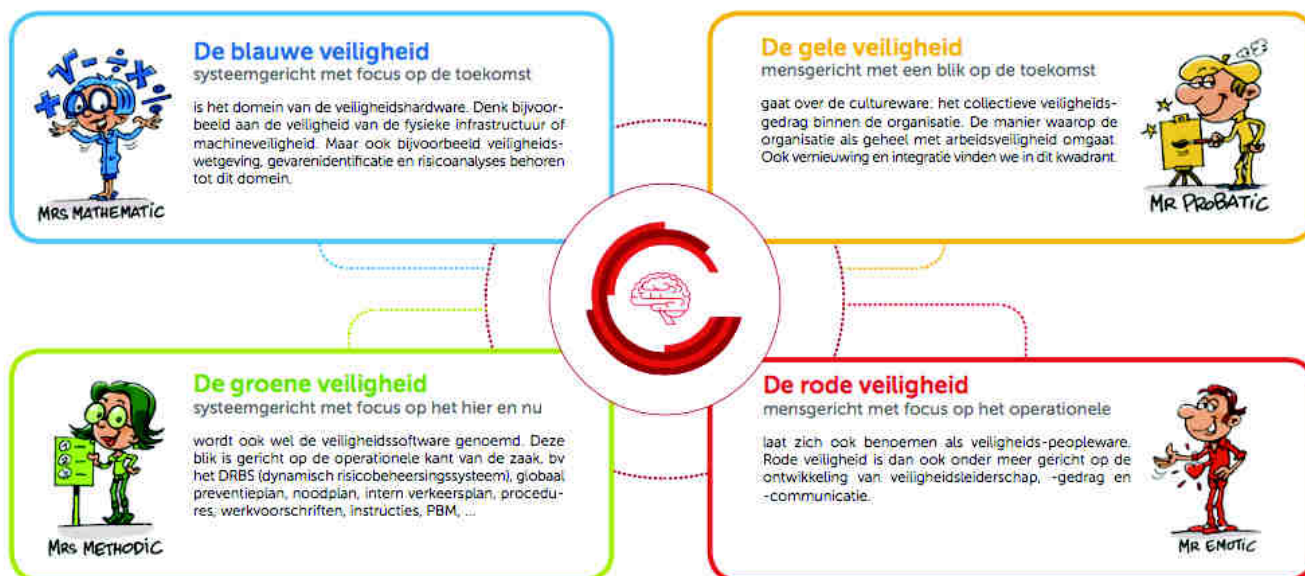 De blauwe veiligheid
systeemgericht met focus op de toekomst
is het domein van de veiligheidshardware. Denk bijvoor-
beeld aan de veiligheid van de fysieke infrastructuur of
machineveiligheid. Maar ook bijvoorbeeld veiligheids-
wetgeving, gevarenidentificatie en risicoanalyses behoren
tot dit domein.
MRS MATHEMATIC
De gele veiligheid
mensgericht met een blik op de toekomst
gaat over de cultureware: het collectieve veiligheids-
gedrag binnen de organisatie. De manier waarop de
organisatie als geheel met arbeidsveiligheid omgaat.
Ook vernieuwing en integratie vinden we in dit kwadrant.
MR PROBATIC
De groene veiligheid
systeemgericht met focus op het hier en nu
wordt ook wel de veiligheidssoftware genoemd. Deze
blik is gericht op de operationele kant van de zaak, bv
het DRBS (dynamisch risicobeheersingssysteem), globaal
preventieplan, noodplan, intern verkeersplan, procedu-
res, werkvoorschriften, instructies, PBM, ...
MRS METHODIC
De rode veiligheid
mensgericht met focus op het operationele
laat zich ook benoemen als veiligheids-peopleware.
Rode veiligheid is dan ook onder meer gericht op de
ontwikkeling van veiligheidsleiderschap, -gedrag en
-communicatie.
MR EMOTIC